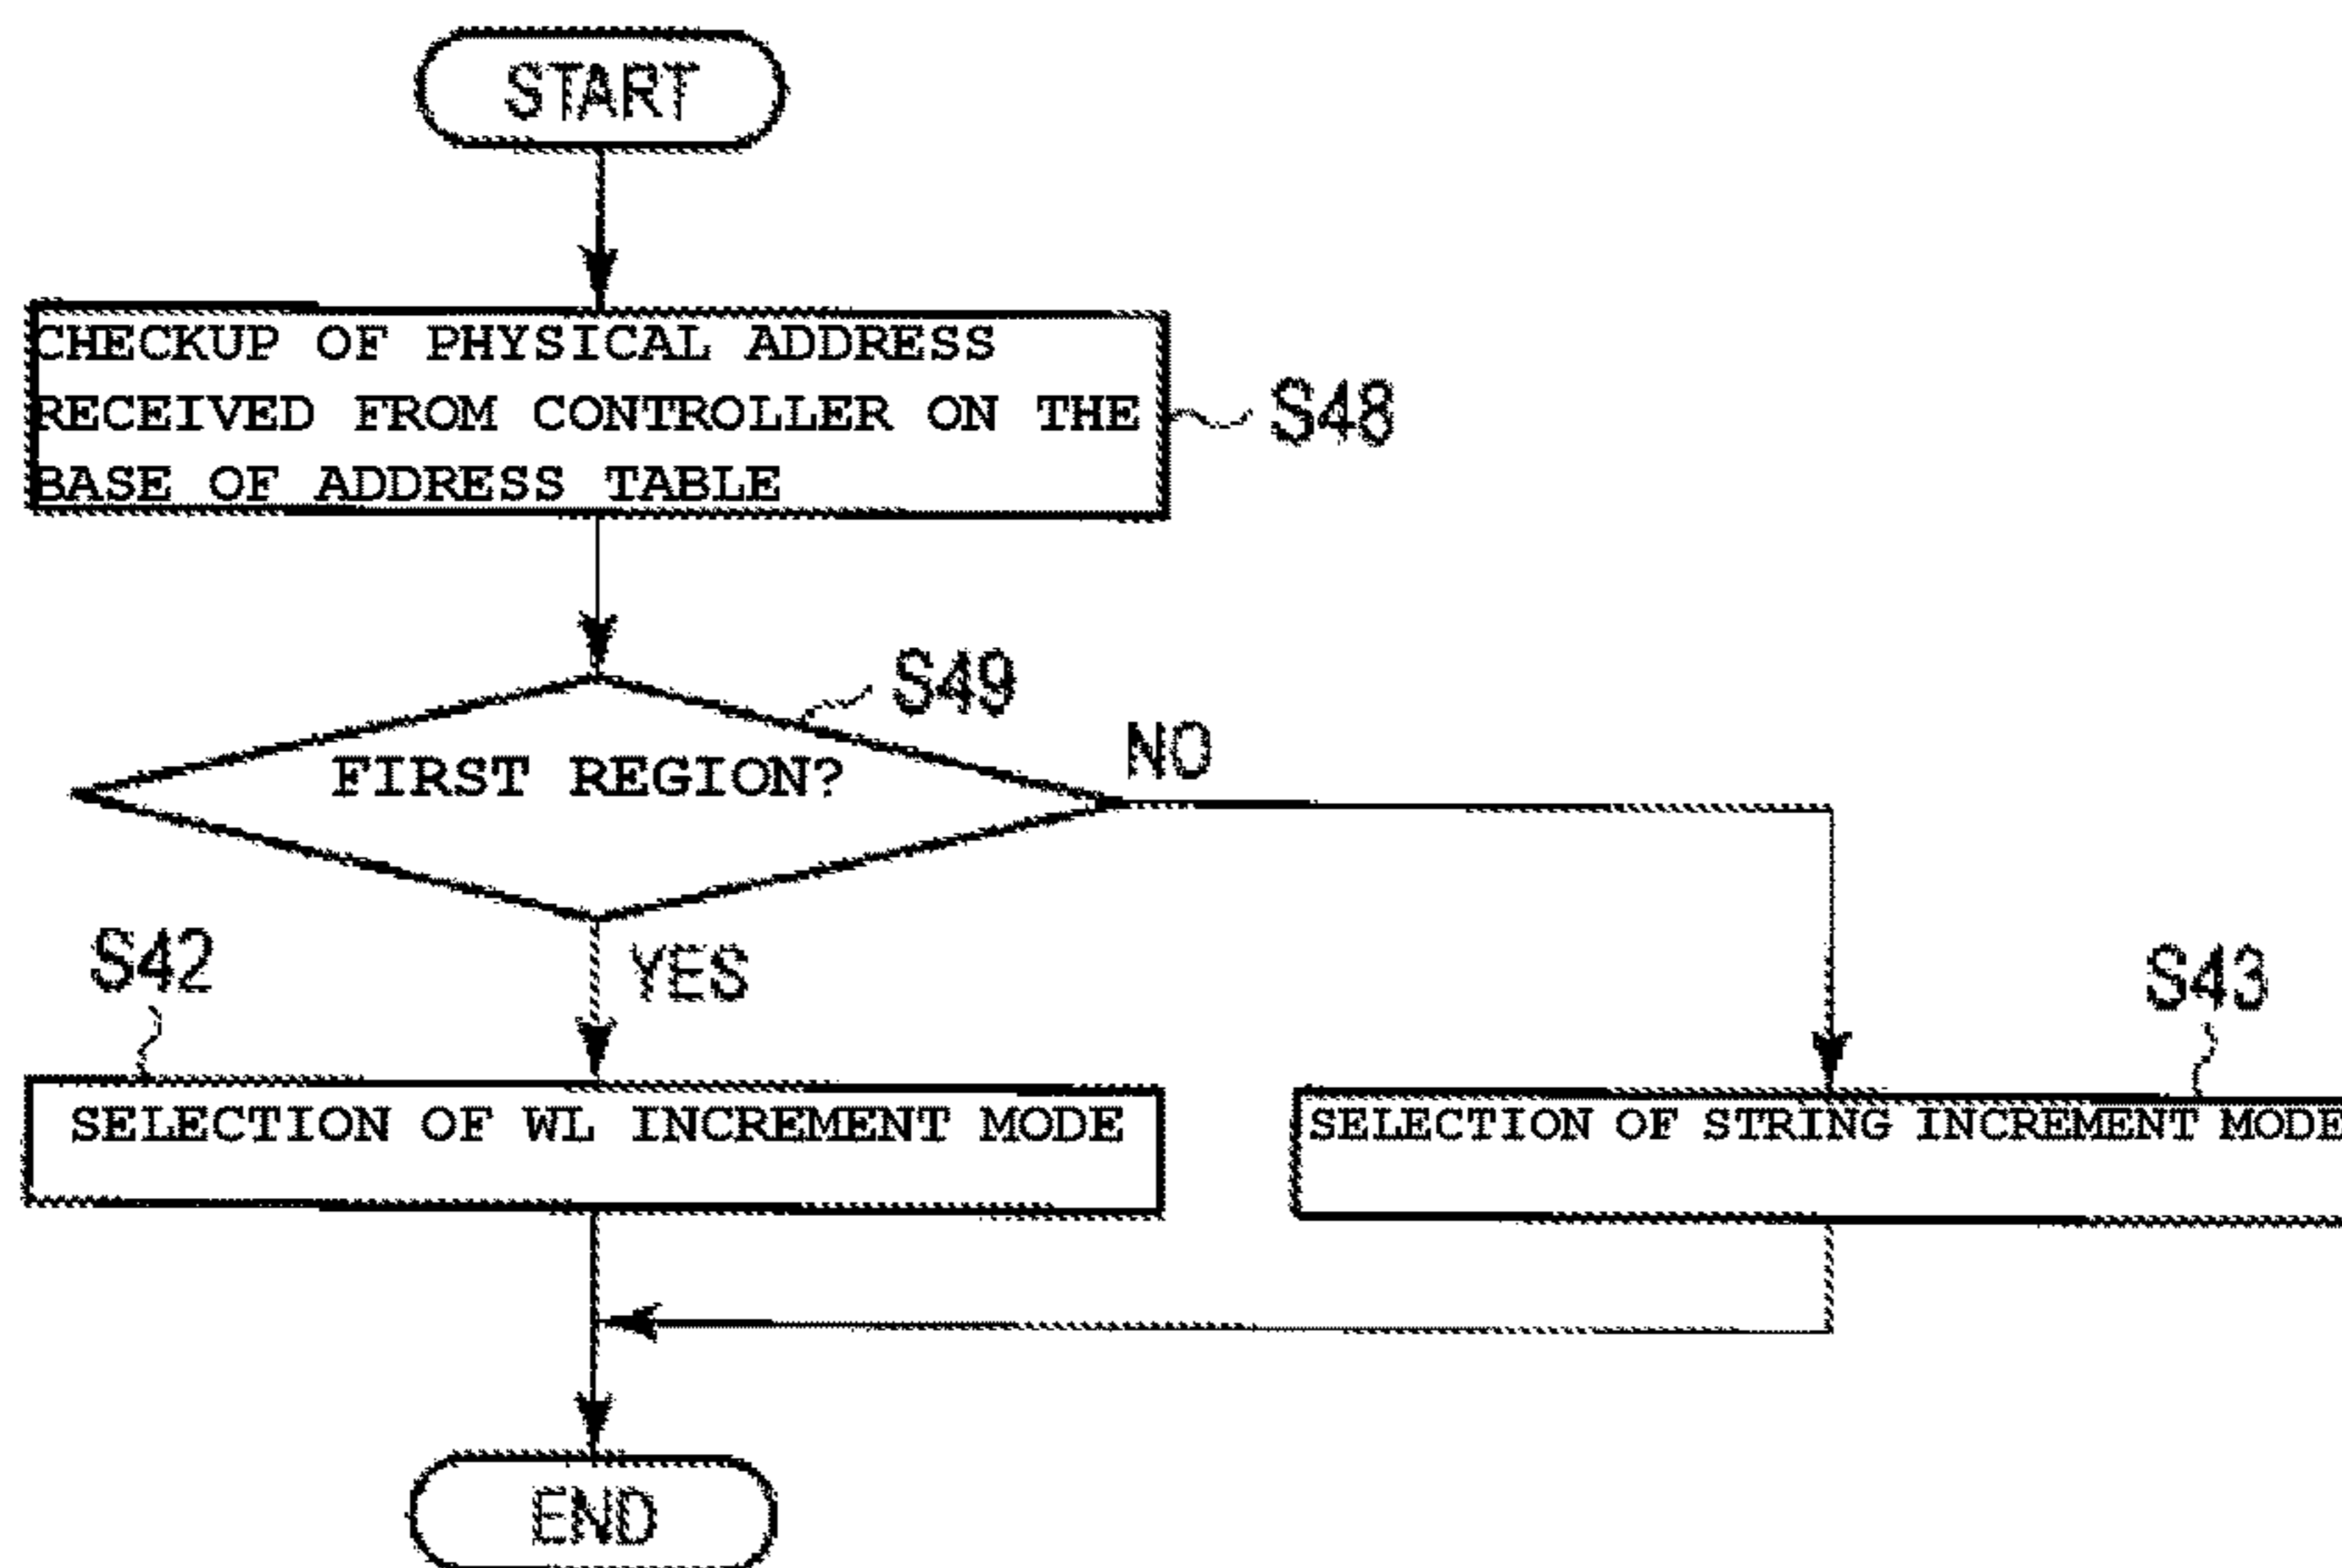 START
CHECKUP OF PHYSICAL ADDRESS
RECEIVED FROM CONTROLLER ON THE
BASE OF ADDRESS TABLE
S48
S49
FIRST REGION?
NO
YES
S42
S43
SELECTION OF WL INCREMENT MODE
SELECTION OF STRING INCREMENT MODE
END